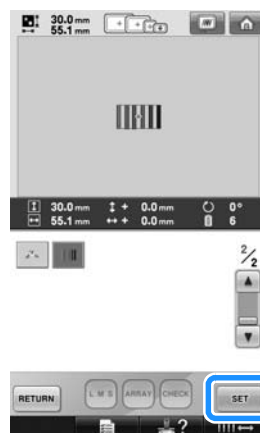 30.0 mm
55.1 mm
30.0 mm + 0.0 mm 0°
55.1 mm + 0.0 mm 6
2/2
RETURN L M S ARRAY CHECK SET
?